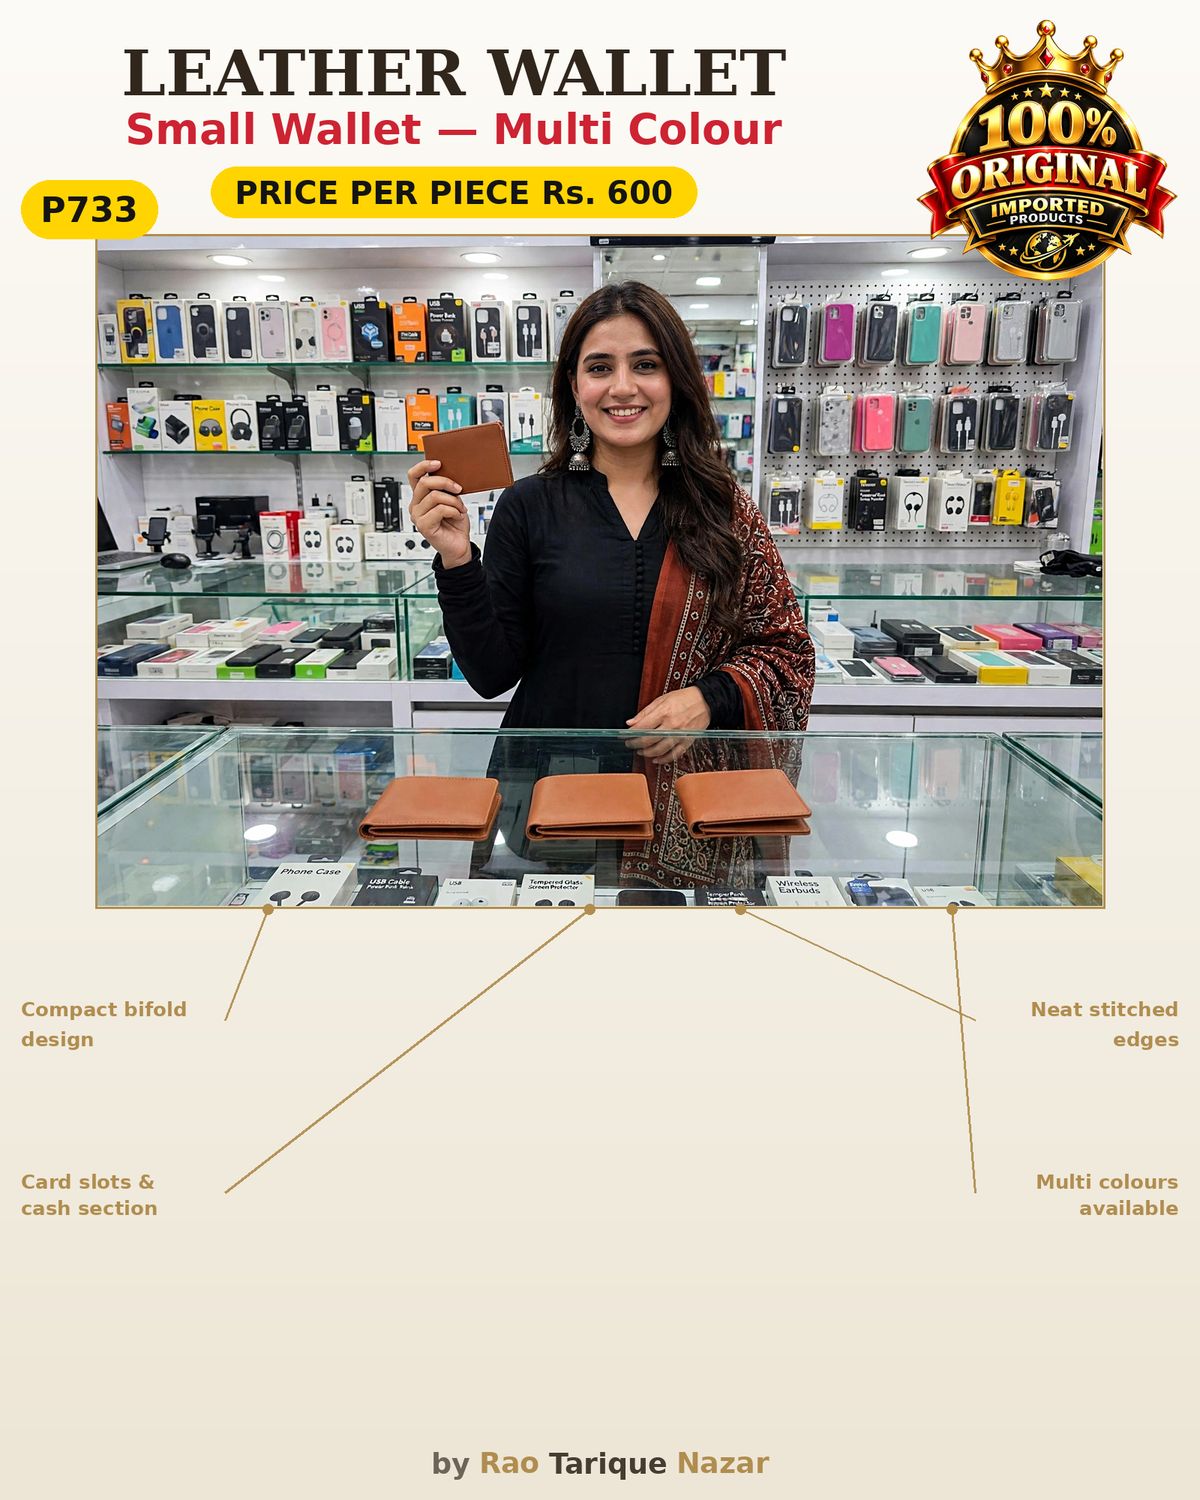 LEATHER WALLET
Small Wallet — Multi Colour
PRICE PER PIECE Rs. 600
P733
100%
ORIGINAL
IMPORTED
PRODUCTS
Phone Case
USB Cable
USB
Tempered Glass
Screen Protector
Wireless
Earbuds
Compact bifold
design
Neat stitched
edges
Card slots &
cash section
Multi colours
available
by Rao Tarique Nazar